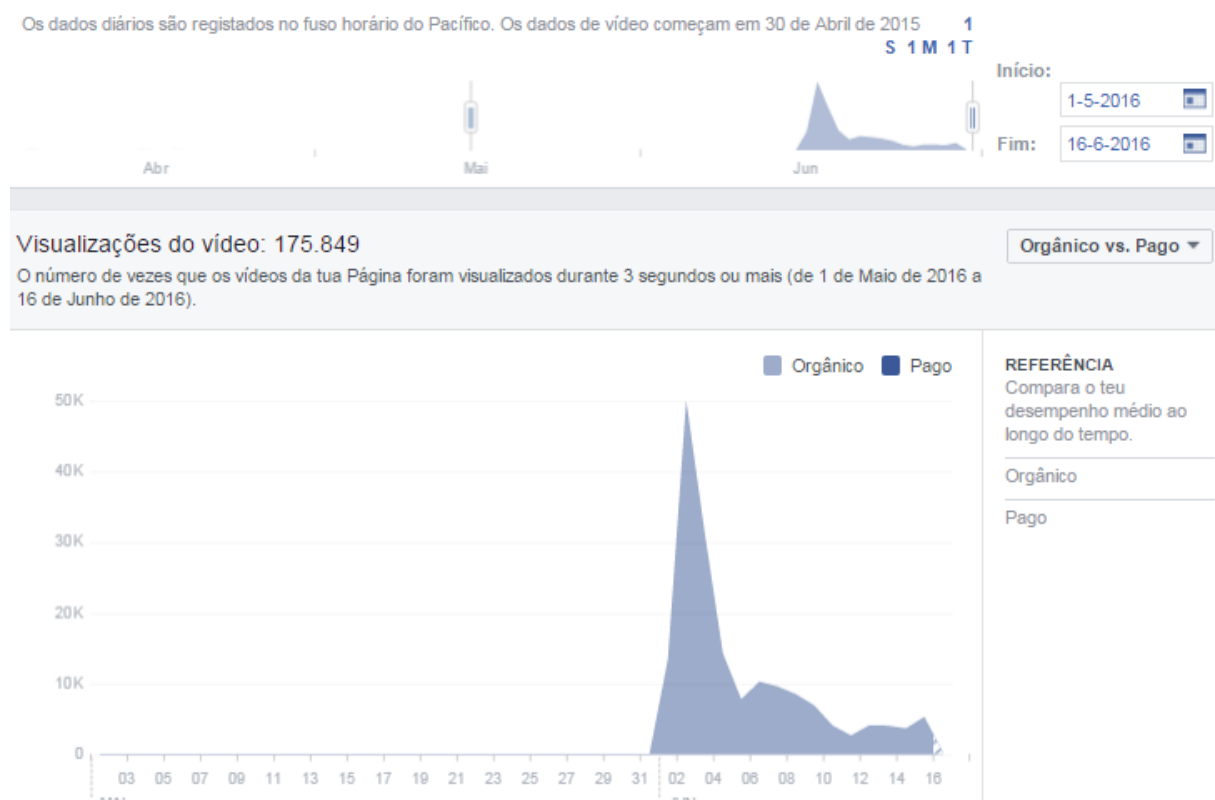 Os dados diários são registados no fuso horário do Pacífico. Os dados de vídeo começam em 30 de Abril de 2015
1
S 1 M 1 T
Início:
1-5-2016
Fim:
16-6-2016
Abr
Mai
Jun
Visualizações do vídeo: 175.849
Orgânico vs. Pago
O número de vezes que os vídeos da tua Página foram visualizados durante 3 segundos ou mais (de 1 de Maio de 2016 a
16 de Junho de 2016).
Orgânico
Pago
REFERÊNCIA
Compara o teu
desempenho médio ao
longo do tempo.
Orgânico
Pago
50K
40K
30K
20K
10K
0
03 05 07 09 11 13 15 17 19 21 23 25 27 29 31 02 04 06 08 10 12 14 16